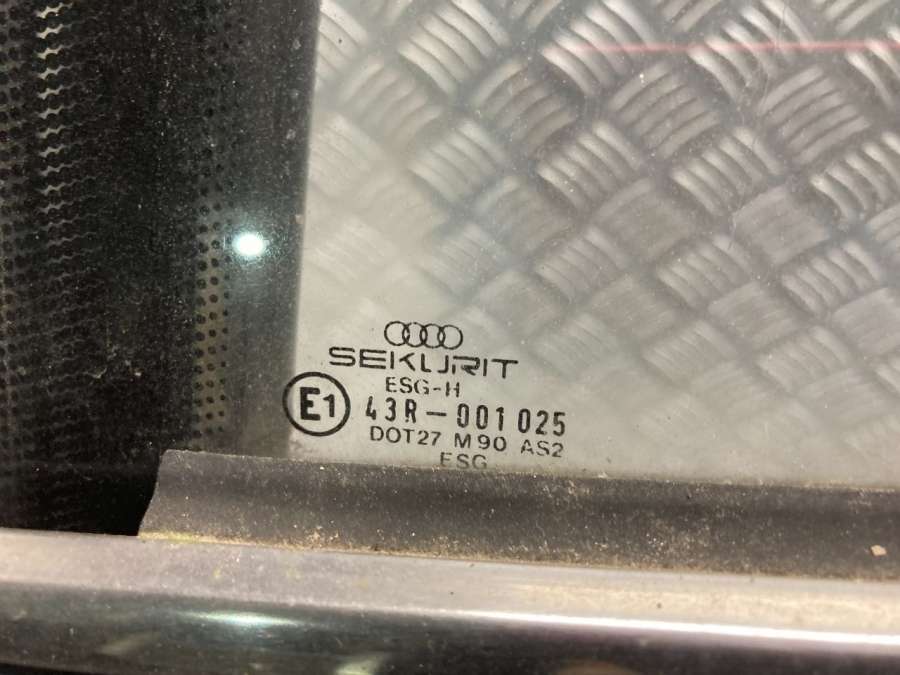 SEKURIT
ESG-H
E1 43R-001025
DOT27 M90 AS2
ESG